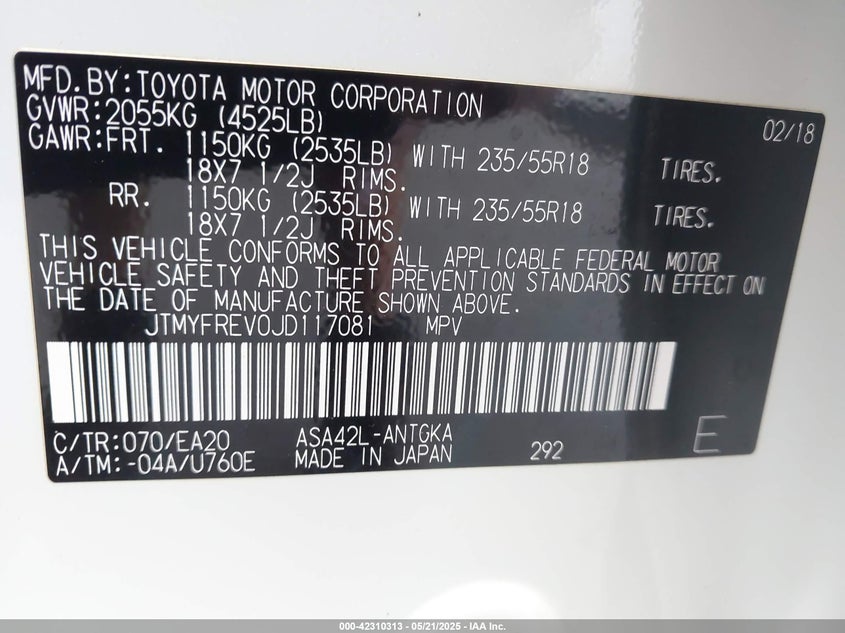 MFD. BY: TOYOTA MOTOR CORPORATION 02/18
GVWR: 2055KG (4525LB)
GAWR: FRT. 1150KG (2535LB) WITH 235/55R18 TIRES.
18X7 1/2J RIMS.
RR. 1150KG (2535LB) WITH 235/55R18 TIRES.
18X7 1/2J RIMS.
THIS VEHICLE CONFORMS TO ALL APPLICABLE FEDERAL MOTOR
VEHICLE SAFETY AND THEFT PREVENTION STANDARDS IN EFFECT ON
THE DATE OF MANUFACTURE SHOWN ABOVE.
JTMYFREV0JD117081 MPV
C/TR: 070/EA20 ASA42L-ANTGKA
A/TM: -04A/U760E MADE IN JAPAN 292 E
000-42310313 - 05/21/2025 - IAA Inc.